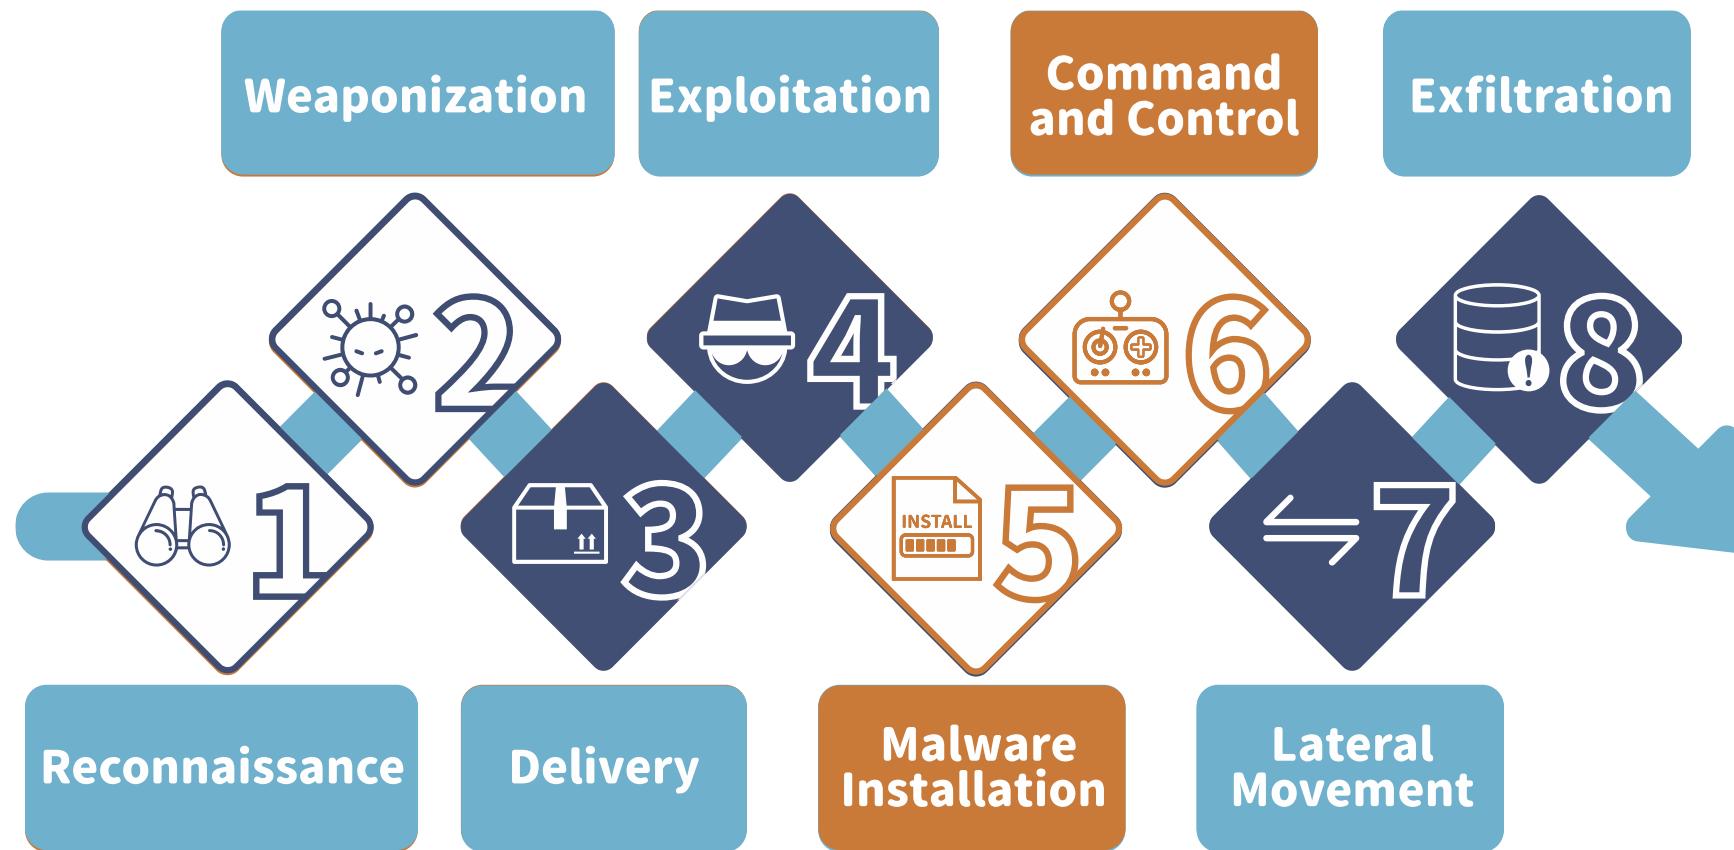 Weaponization
Exploitation
Command
and Control
Exfiltration
2
4
6
8
1
3
INSTALL
5
7
Reconnaissance
Delivery
Malware
Installation
Lateral
Movement